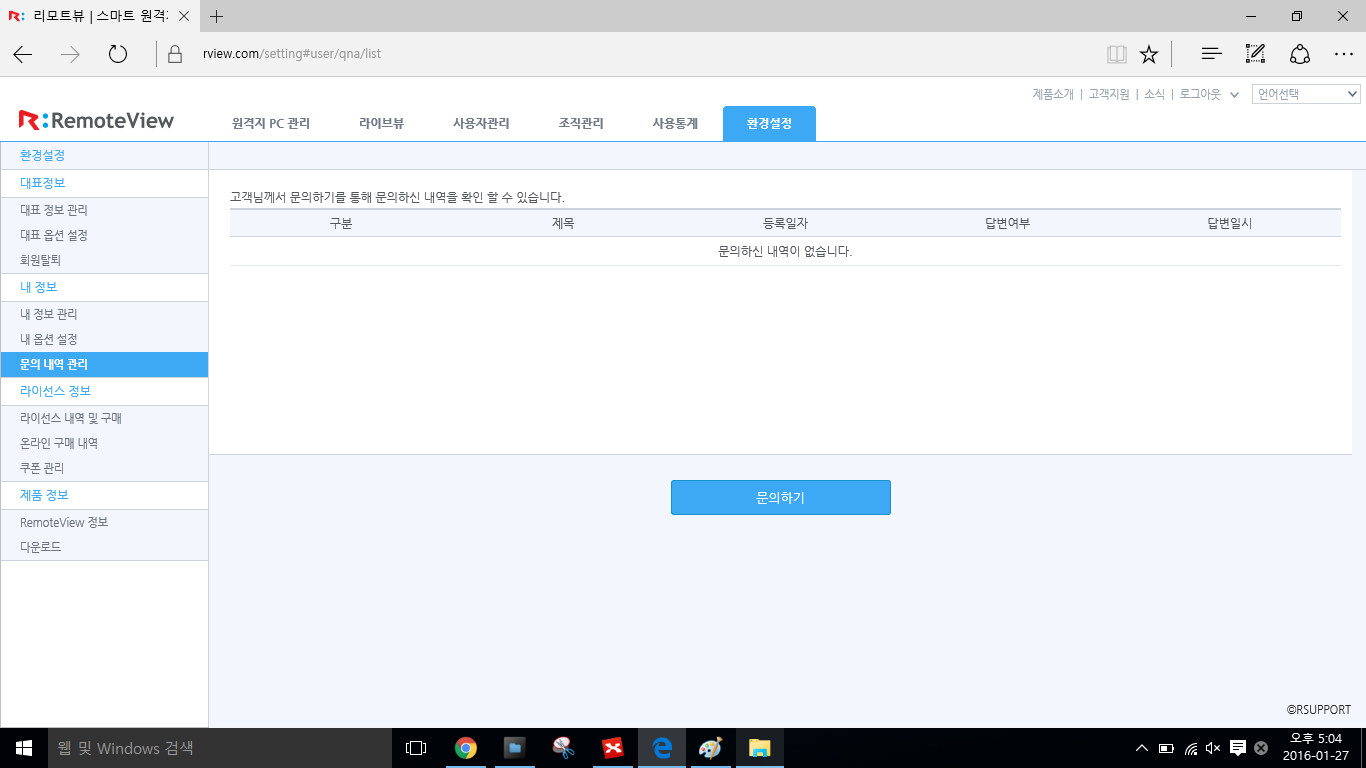 리모트뷰 | 스마트 원격
rview.com/setting#user/qna/list
제품소개 | 고객지원 | 소식 | 로그아웃
언어선택
RemoteView
원격지 PC 관리
라이브뷰
사용자관리
조직관리
사용통계
환경설정
환경설정
대표정보
대표 정보 관리
대표 옵션 설정
회원탈퇴
내 정보
내 정보 관리
내 옵션 설정
문의 내역 관리
라이선스 정보
라이선스 내역 및 구매
온라인 구매 내역
쿠폰 관리
제품 정보
RemoteView 정보
다운로드
고객님께서 문의하기를 통해 문의하신 내역을 확인 할 수 있습니다.
구분 제목 등록일자 답변여부 답변일시
문의하신 내역이 없습니다.
문의하기
©RSUPPORT
웹 및 Windows 검색
오후 5:04
2016-01-27